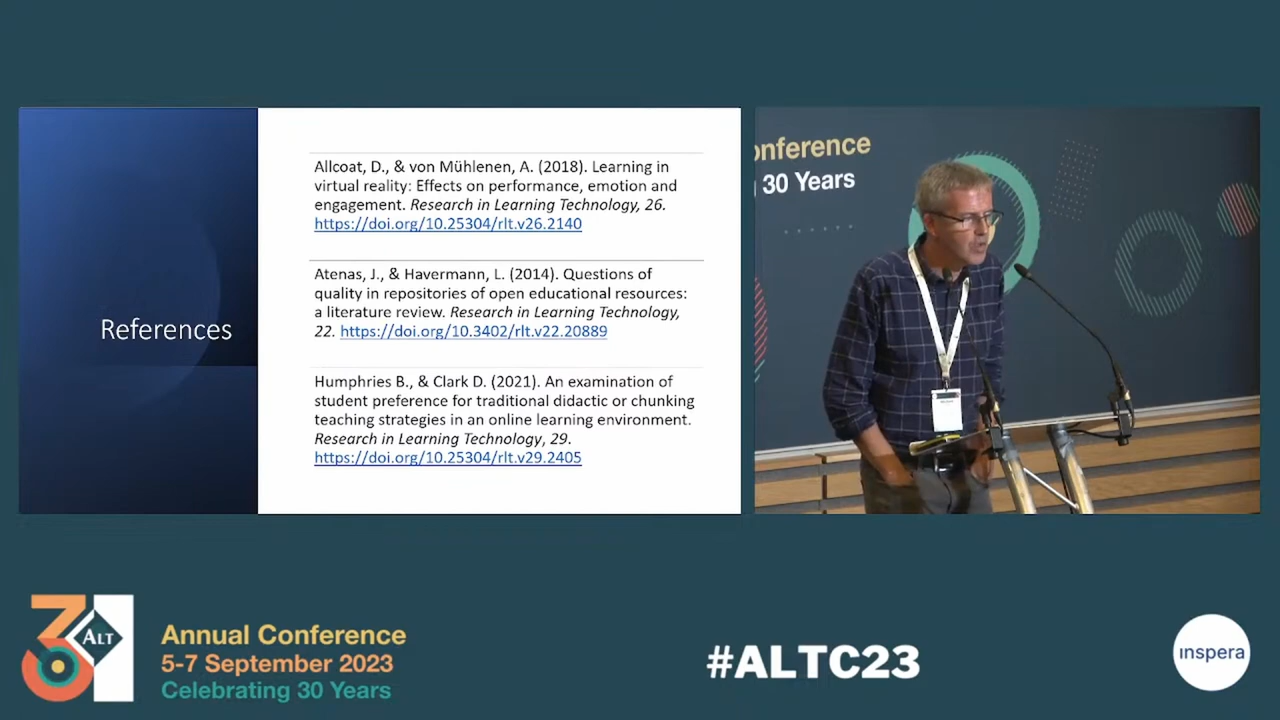 References
Allcoat, D., & von Mühlenen, A. (2018). Learning in
virtual reality: Effects on performance, emotion and
engagement. Research in Learning Technology, 26.
https://doi.org/10.25304/rlt.v26.2140
Atenas, J., & Havermann, L. (2014). Questions of
quality in repositories of open educational resources:
a literature review. Research in Learning Technology,
22. https://doi.org/10.3402/rlt.v22.20889
Humphries B., & Clark D. (2021). An examination of
student preference for traditional didactic or chunking
teaching strategies in an online learning environment.
Research in Learning Technology, 29.
https://doi.org/10.25304/rlt.v29.2405
onference
30 Years
30
ALT
Annual Conference
5-7 September 2023
Celebrating 30 Years
#ALTC23
inspera